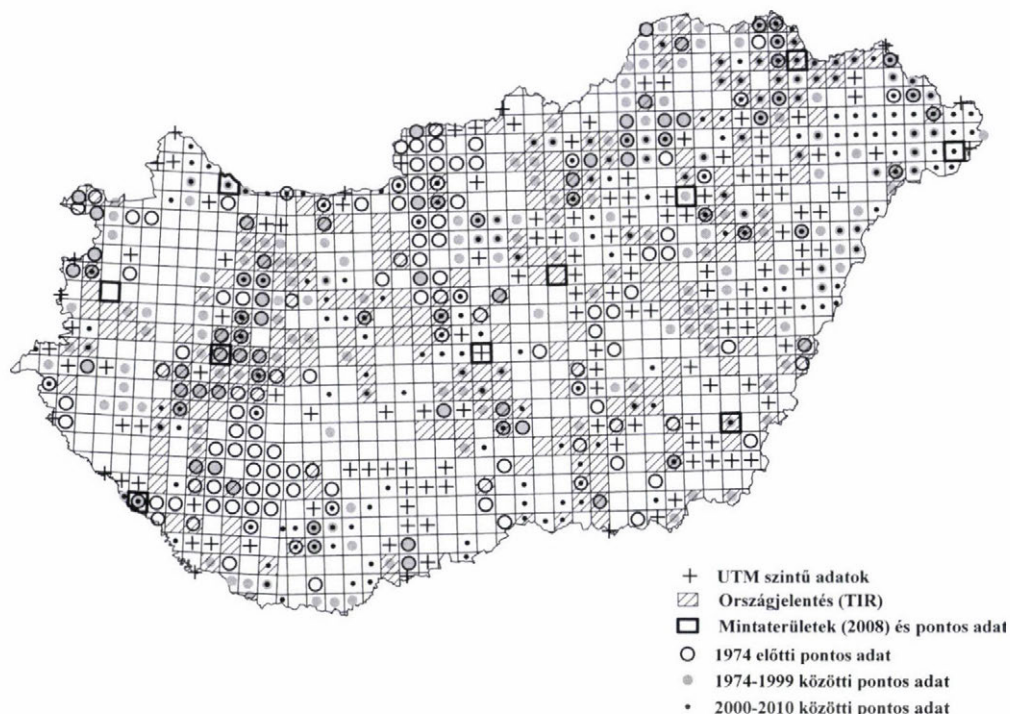 UTM szintű adatok
Országjelentés (TIR)
Mintaterületek (2008) és pontos adat
1974 előtti pontos adat
1974-1999 közötti pontos adat
2000-2010 közötti pontos adat